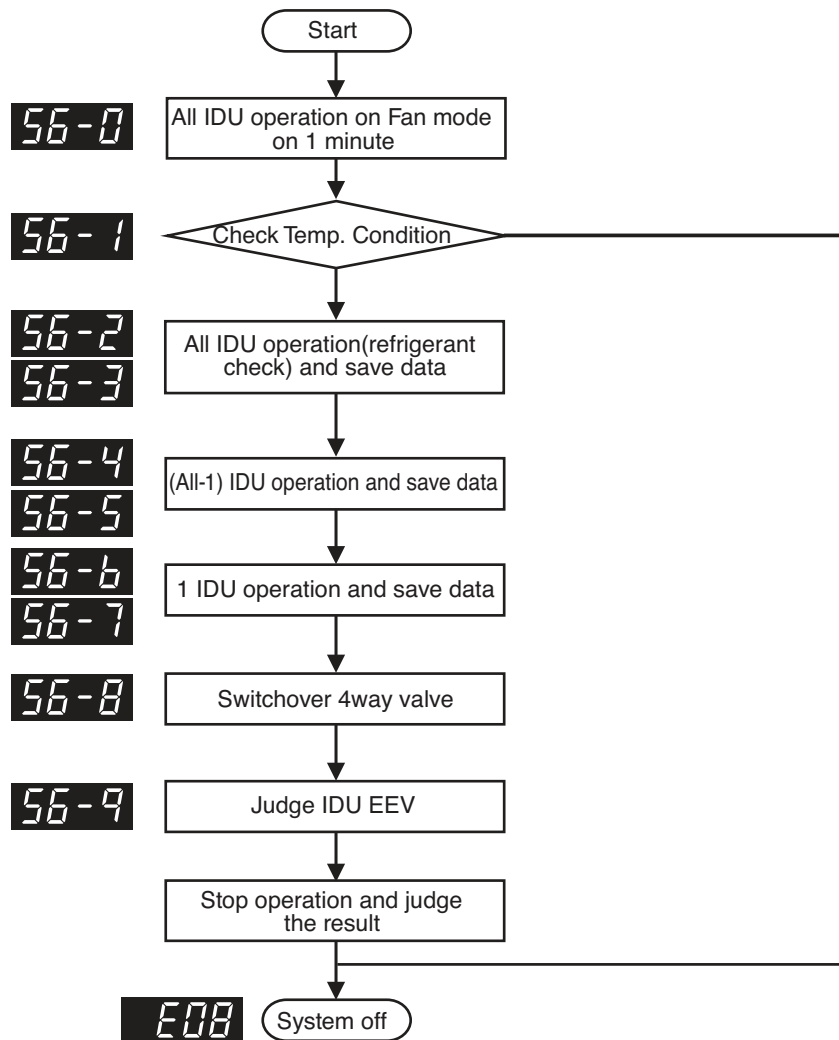 Start
56-0
All IDU operation on Fan mode
on 1 minute
56-1
Check Temp. Condition
56-2
56-3
All IDU operation(refrigerant
check) and save data
56-4
56-5
(All-1) IDU operation and save data
56-b
56-7
1 IDU operation and save data
56-8
Switchover 4way valve
56-9
Judge IDU EEV
Stop operation and judge
the result
E08
System off